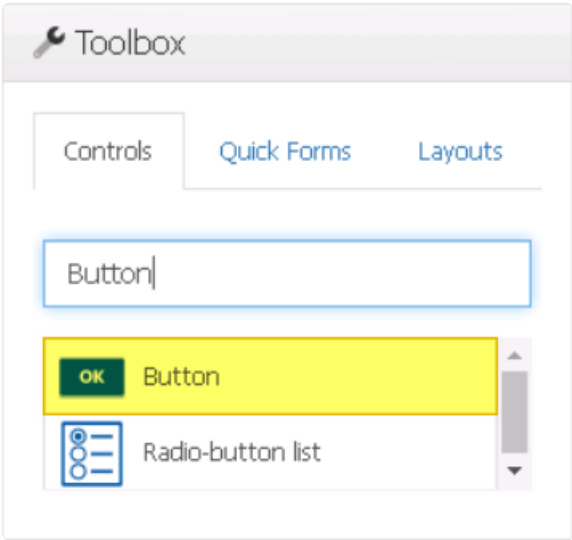 Toolbox
Controls Quick Forms Layouts
Button
OK Button
Radio-button list